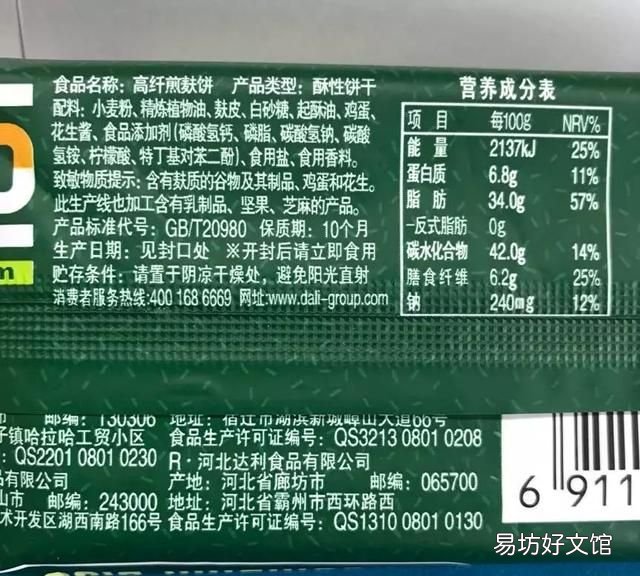 食品名称：高纤煎麸饼 产品类型：酥性饼干
配料：小麦粉、精炼植物油、麸皮、白砂糖、起酥油、鸡蛋、
花生酱、食品添加剂(磷酸氢钙、磷脂、碳酸氢钠、碳酸
氢铵、柠檬酸、特丁基对苯二酚)、食用盐、食用香料。
致敏物质提示：含有麸质的谷物及其制品、鸡蛋和花生。
此生产线也加工含有乳制品、坚果、芝麻的产品。
产品标准代号：GB/T20980 保质期：10个月
生产日期：见封口处 ※开封后请立即食用
贮存条件：请置于阴凉干燥处，避免阳光直射
消费者服务热线:400 168 6669 网址:www.dali-group.com
营养成分表
项 目 每100g NRV%
能 量 2137kJ 25%
蛋白质 6.8g 11%
脂 肪 34.0g 57%
-反式脂肪 0g
碳水化合物 42.0g 14%
膳食纤维 6.2g 25%
钠 240mg 12%
m
市 邮编：130306 地址：宿迁市湖滨新城嶂山大道66号
子镇哈拉哈工贸小区 食品生产许可证编号：QS3213 0801 0208
：QS2201 0801 0230 R·河北达利食品有限公司
品有限公司 产地：河北省廊坊市 邮编：065700
山市 邮编：243000 地址：河北省霸州市西环路西
术开发区湖西南路166号 食品生产许可证编号：QS1310 0801 0130
6 911
易坊好文馆